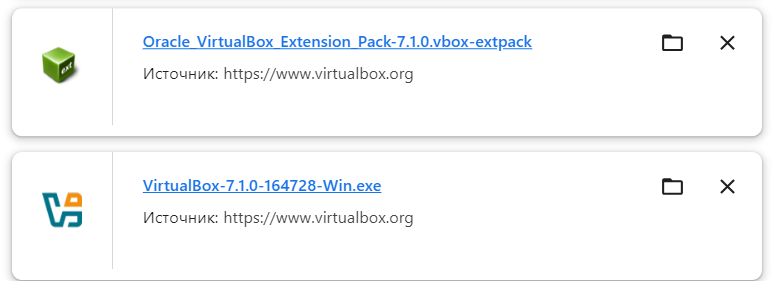 Oracle_VirtualBox_Extension_Pack-7.1.0.vbox-extpack
Источник: https://www.virtualbox.org
ext
VirtualBox-7.1.0-164728-Win.exe
Источник: https://www.virtualbox.org